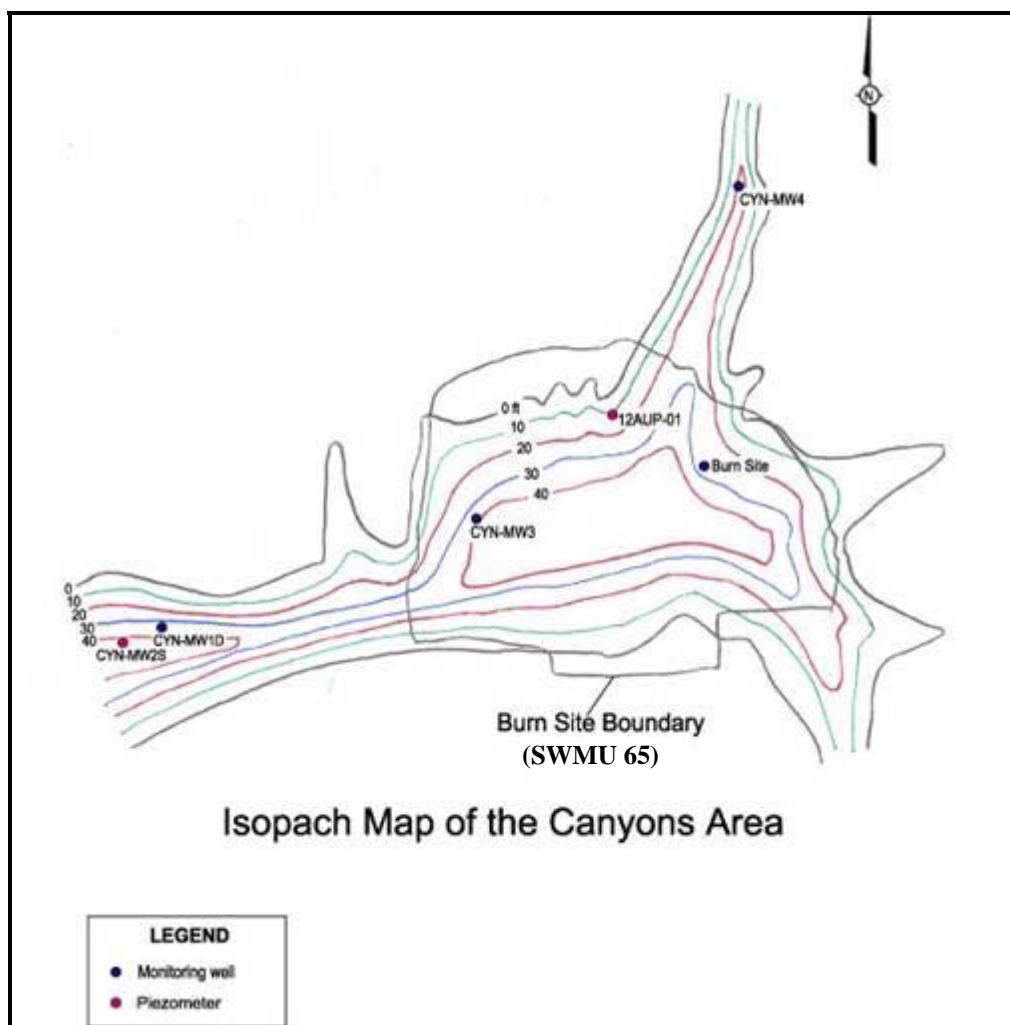 N
CYN-MW4
0 ft
10
12AUP-01
20
30
Burn Site
40
CYN-MW3
0
10
20
30
40
CYN-MW1D
CYN-MW2S
Burn Site Boundary
(SWMU 65)
Isopach Map of the Canyons Area
LEGEND
Monitoring well
Piezometer